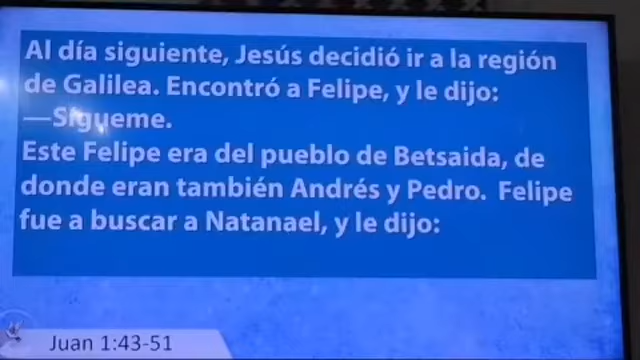 Al día siguiente, Jesús decidió ir a la región
de Galilea. Encontró a Felipe, y le dijo:
—Sígueme.
Este Felipe era del pueblo de Betsaida, de
donde eran también Andrés y Pedro. Felipe
fue a buscar a Natanael, y le dijo:
Juan 1:43-51